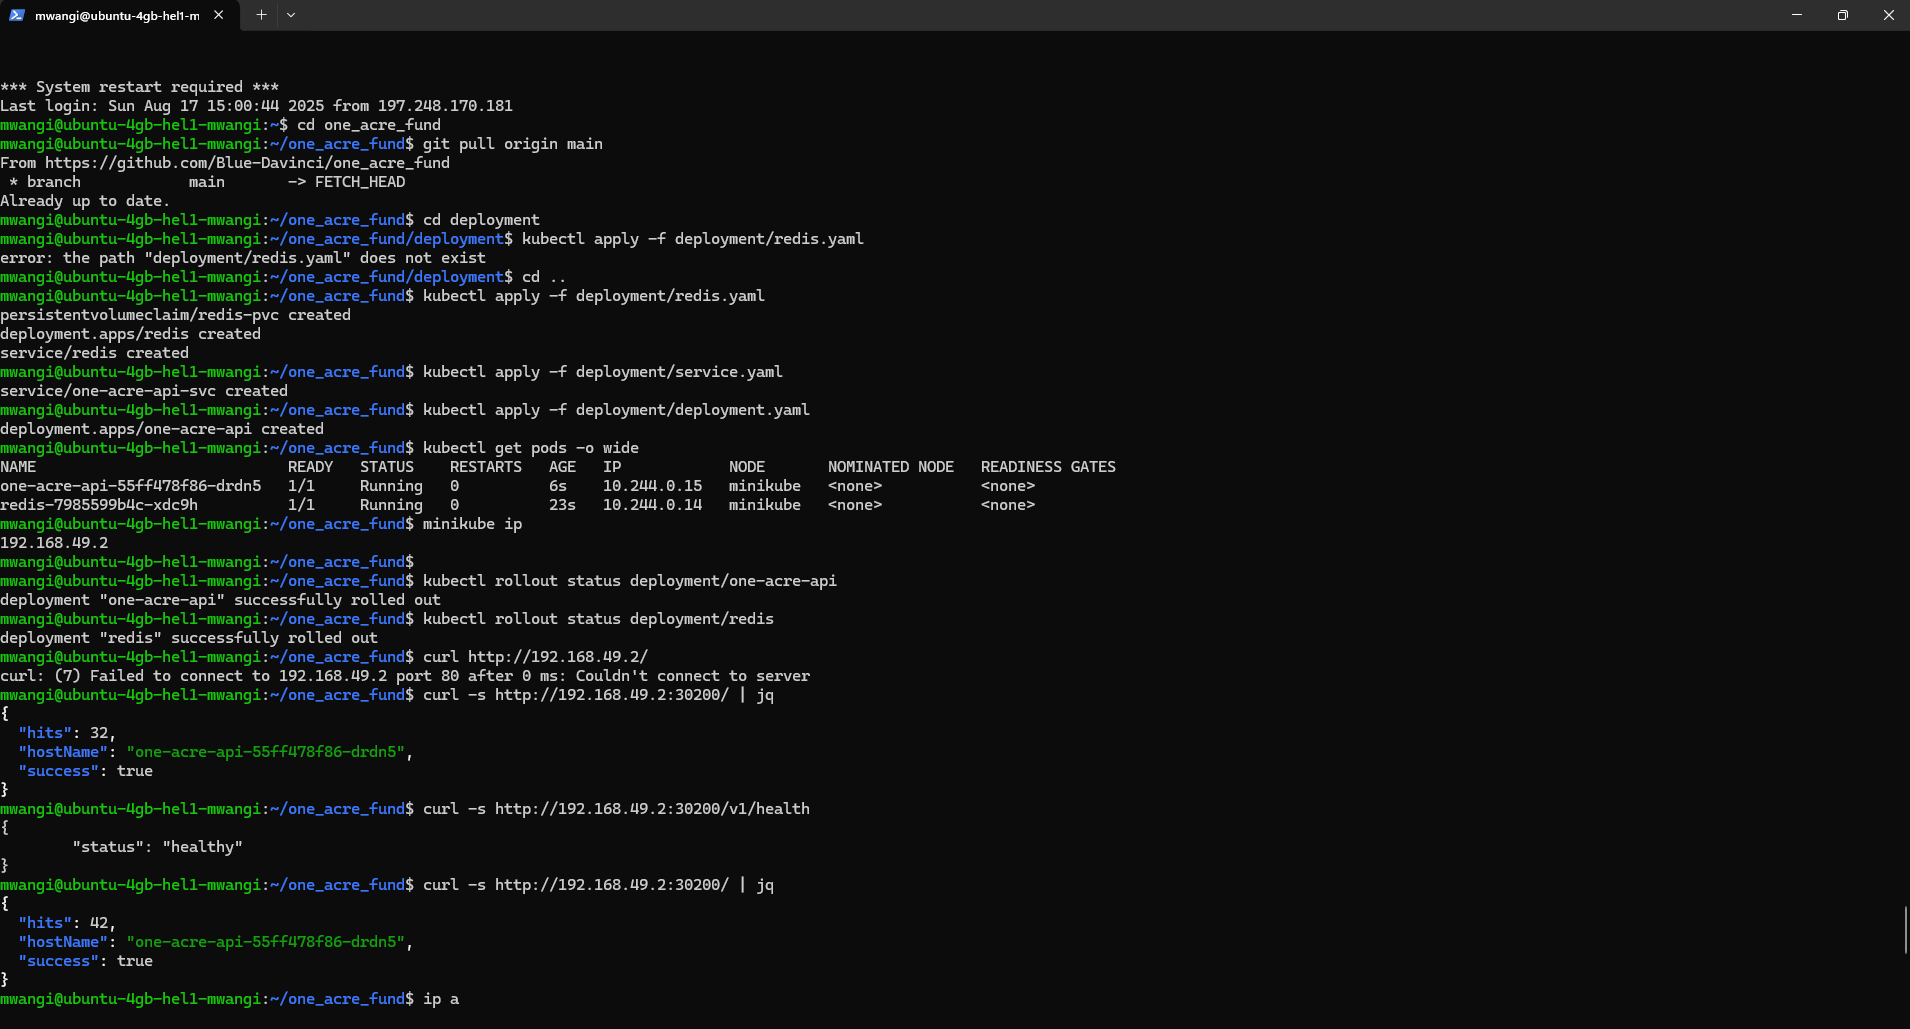 mwangi@ubuntu-4gb-hel1-m
*** System restart required ***
Last login: Sun Aug 17 15:00:44 2025 from 197.248.170.181
mwangi@ubuntu-4gb-hel1-mwangi:~$ cd one_acre_fund
mwangi@ubuntu-4gb-hel1-mwangi:~/one_acre_fund$ git pull origin main
From https://github.com/Blue-Davinci/one_acre_fund
 * branch            main       -> FETCH_HEAD
Already up to date.
mwangi@ubuntu-4gb-hel1-mwangi:~/one_acre_fund$ cd deployment
mwangi@ubuntu-4gb-hel1-mwangi:~/one_acre_fund/deployment$ kubectl apply -f deployment/redis.yaml
error: the path "deployment/redis.yaml" does not exist
mwangi@ubuntu-4gb-hel1-mwangi:~/one_acre_fund/deployment$ cd ..
mwangi@ubuntu-4gb-hel1-mwangi:~/one_acre_fund$ kubectl apply -f deployment/redis.yaml
persistentvolumeclaim/redis-pvc created
deployment.apps/redis created
service/redis created
mwangi@ubuntu-4gb-hel1-mwangi:~/one_acre_fund$ kubectl apply -f deployment/service.yaml
service/one-acre-api-svc created
mwangi@ubuntu-4gb-hel1-mwangi:~/one_acre_fund$ kubectl apply -f deployment/deployment.yaml
deployment.apps/one-acre-api created
mwangi@ubuntu-4gb-hel1-mwangi:~/one_acre_fund$ kubectl get pods -o wide
NAME                            READY   STATUS    RESTARTS   AGE   IP            NODE       NOMINATED NODE   READINESS GATES
one-acre-api-55ff478f86-drdn5   1/1     Running   0          6s    10.244.0.15   minikube   <none>           <none>
redis-7985599b4c-xdc9h          1/1     Running   0          23s   10.244.0.14   minikube   <none>           <none>
mwangi@ubuntu-4gb-hel1-mwangi:~/one_acre_fund$ minikube ip
192.168.49.2
mwangi@ubuntu-4gb-hel1-mwangi:~/one_acre_fund$
mwangi@ubuntu-4gb-hel1-mwangi:~/one_acre_fund$ kubectl rollout status deployment/one-acre-api
deployment "one-acre-api" successfully rolled out
mwangi@ubuntu-4gb-hel1-mwangi:~/one_acre_fund$ kubectl rollout status deployment/redis
deployment "redis" successfully rolled out
mwangi@ubuntu-4gb-hel1-mwangi:~/one_acre_fund$ curl http://192.168.49.2/
curl: (7) Failed to connect to 192.168.49.2 port 80 after 0 ms: Couldn't connect to server
mwangi@ubuntu-4gb-hel1-mwangi:~/one_acre_fund$ curl -s http://192.168.49.2:30200/ | jq
{
  "hits": 32,
  "hostName": "one-acre-api-55ff478f86-drdn5",
  "success": true
}
mwangi@ubuntu-4gb-hel1-mwangi:~/one_acre_fund$ curl -s http://192.168.49.2:30200/v1/health
{
        "status": "healthy"
}
mwangi@ubuntu-4gb-hel1-mwangi:~/one_acre_fund$ curl -s http://192.168.49.2:30200/ | jq
{
  "hits": 42,
  "hostName": "one-acre-api-55ff478f86-drdn5",
  "success": true
}
mwangi@ubuntu-4gb-hel1-mwangi:~/one_acre_fund$ ip a